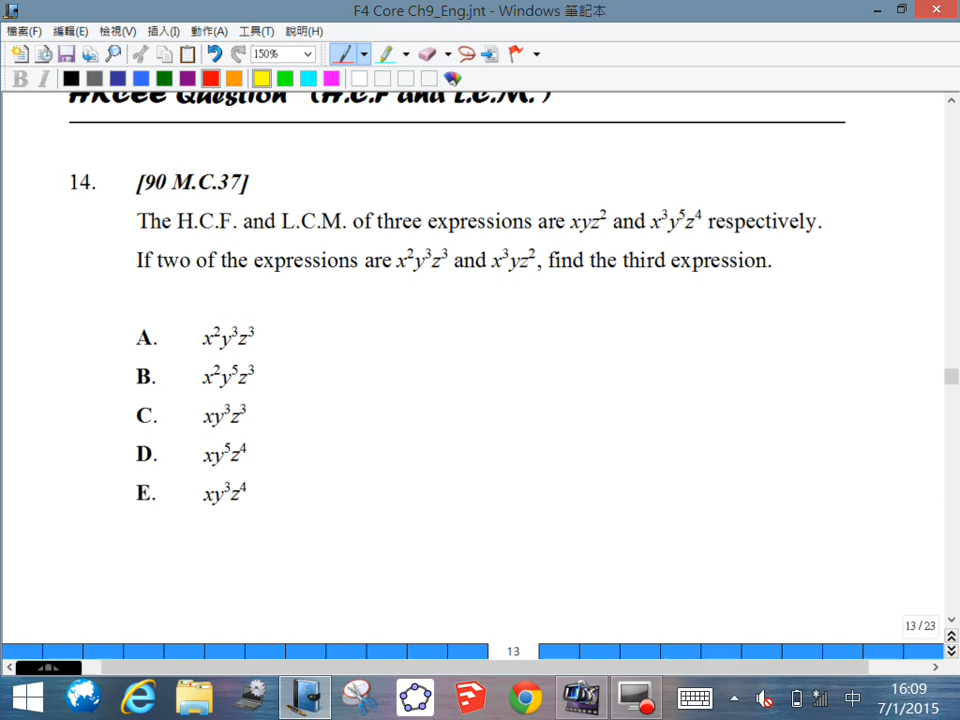 F4 Core Ch9_Eng.jnt - Windows 筆記本
檔案(F) 編輯(E) 檢視(V) 插入(I) 動作(A) 工具(T) 說明(H)
150%
B I
HKCEE Question (H.C.F and L.C.M. )
14. [90 M.C.37]
The H.C.F. and L.C.M. of three expressions are xyz² and x³y⁵z⁴ respectively.
If two of the expressions are x²y³z³ and x³yz², find the third expression.
A. x²y³z³
B. x²y⁵z³
C. xy³z³
D. xy⁵z⁴
E. xy³z⁴
13 / 23
13
中
16:09
7/1/2015